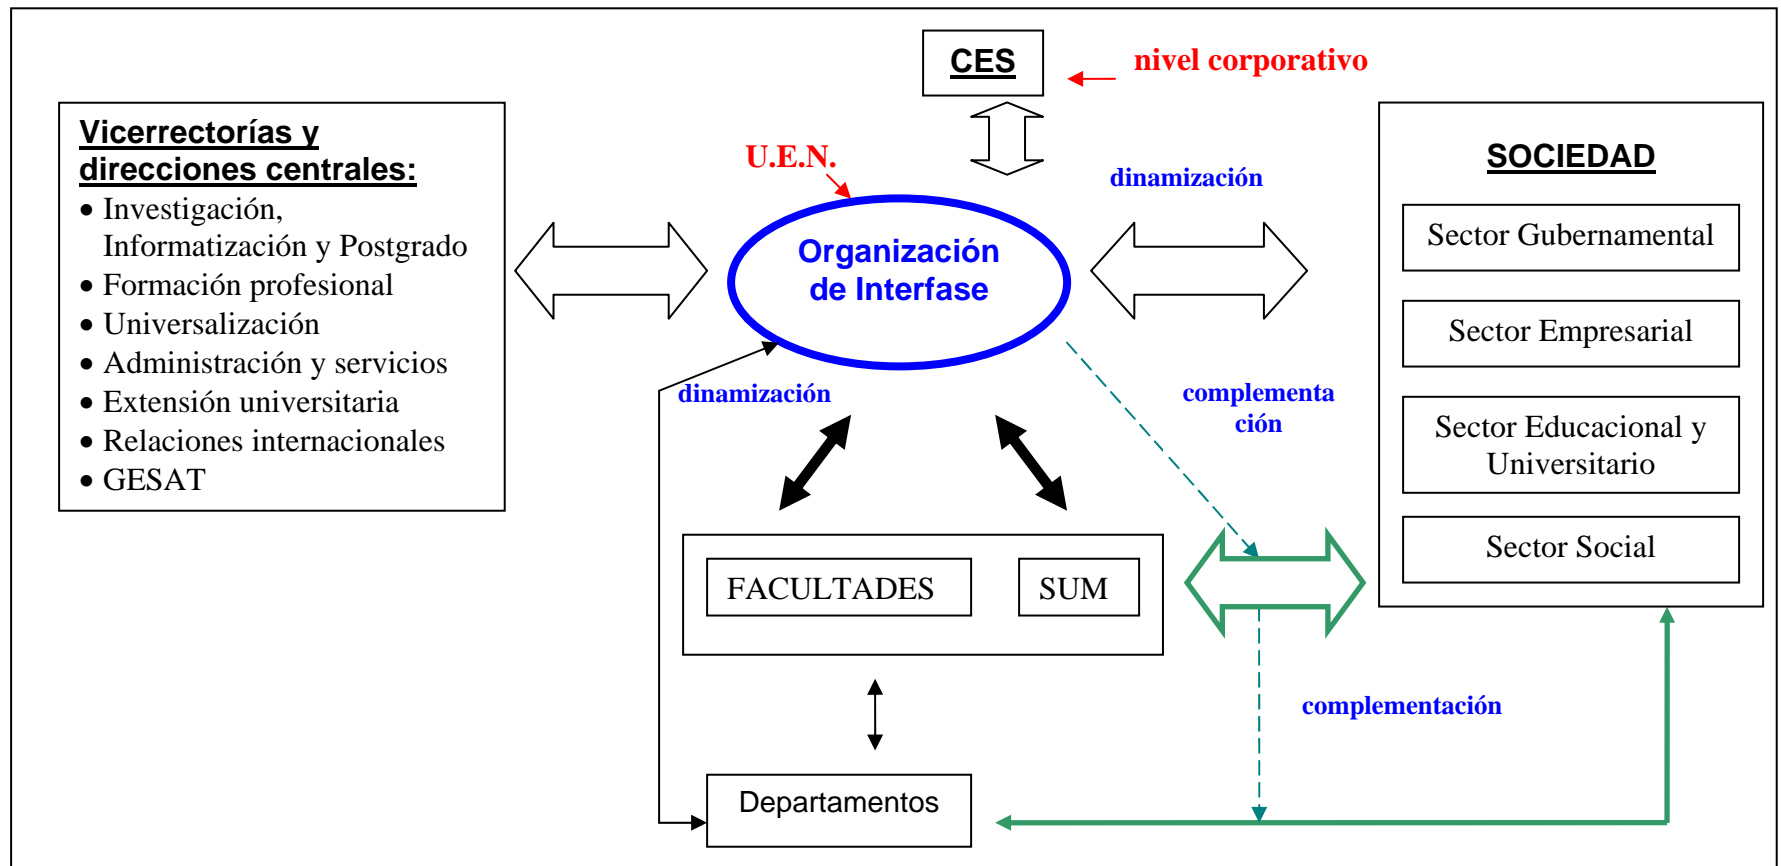 CES
nivel corporativo
Vicerrectorías y
direcciones centrales:
• Investigación,
Informatización y Postgrado
• Formación profesional
• Universalización
• Administración y servicios
• Extensión universitaria
• Relaciones internacionales
• GESAT
U.E.N.
Organización
de Interfase
dinamización
SOCIEDAD
Sector Gubernamental
Sector Empresarial
Sector Educacional y
Universitario
Sector Social
dinamización
complementa
ción
FACULTADES
SUM
complementación
Departamentos